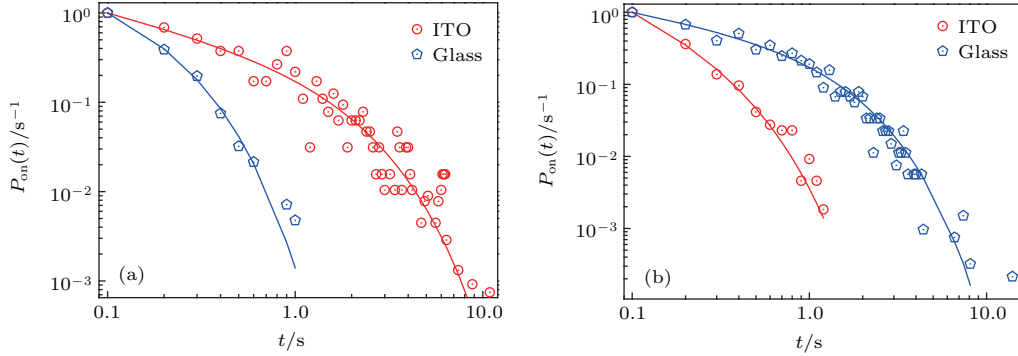 10⁰
10⁻¹
10⁻²
10⁻³
P_on(t)/s⁻¹
ITO
Glass
(a)
0.1
1.0
10.0
t/s
10⁰
10⁻¹
10⁻²
10⁻³
P_on(t)/s⁻¹
ITO
Glass
(b)
0.1
1.0
10.0
t/s